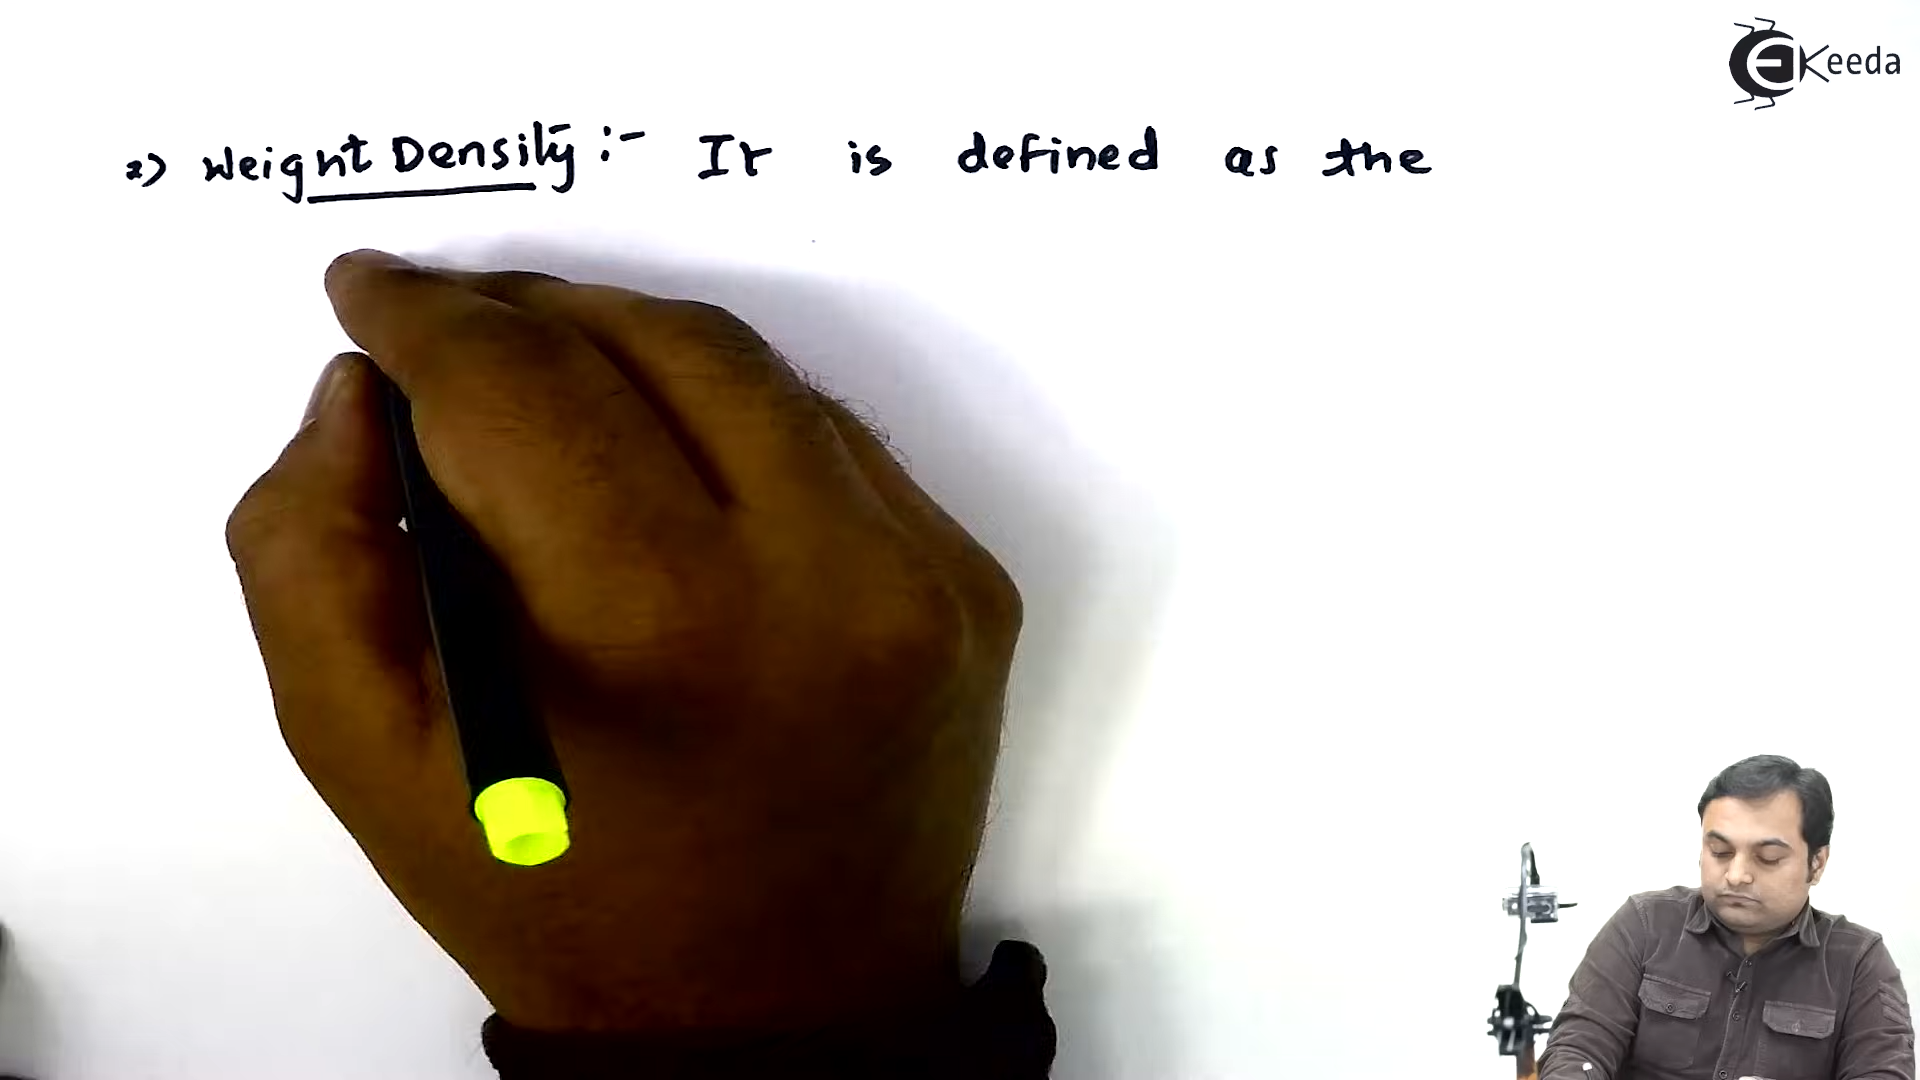 EKeeda
2) Weight Density :- It is defined as the